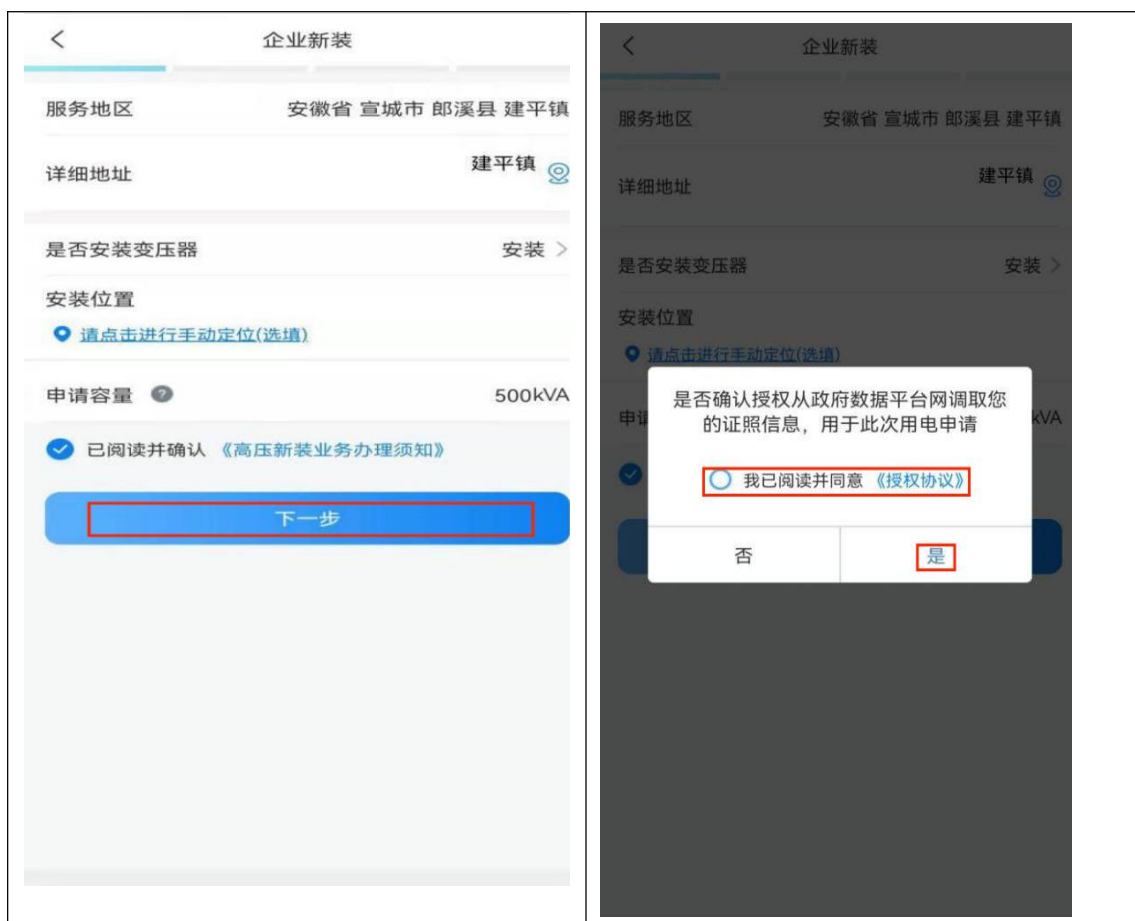 企业新装
服务地区 安徽省 宣城市 郎溪县 建平镇
详细地址 建平镇
是否安装变压器 安装
安装位置
请点击进行手动定位(选填)
申请容量 500kVA
已阅读并确认 《高压新装业务办理须知》
下一步
企业新装
服务地区 安徽省 宣城市 郎溪县 建平镇
详细地址 建平镇
是否安装变压器 安装
安装位置
请点击进行手动定位(选填)
申请 kVA
是否确认授权从政府数据平台网调取您
的证照信息，用于此次用电申请
我已阅读并同意 《授权协议》
否 是